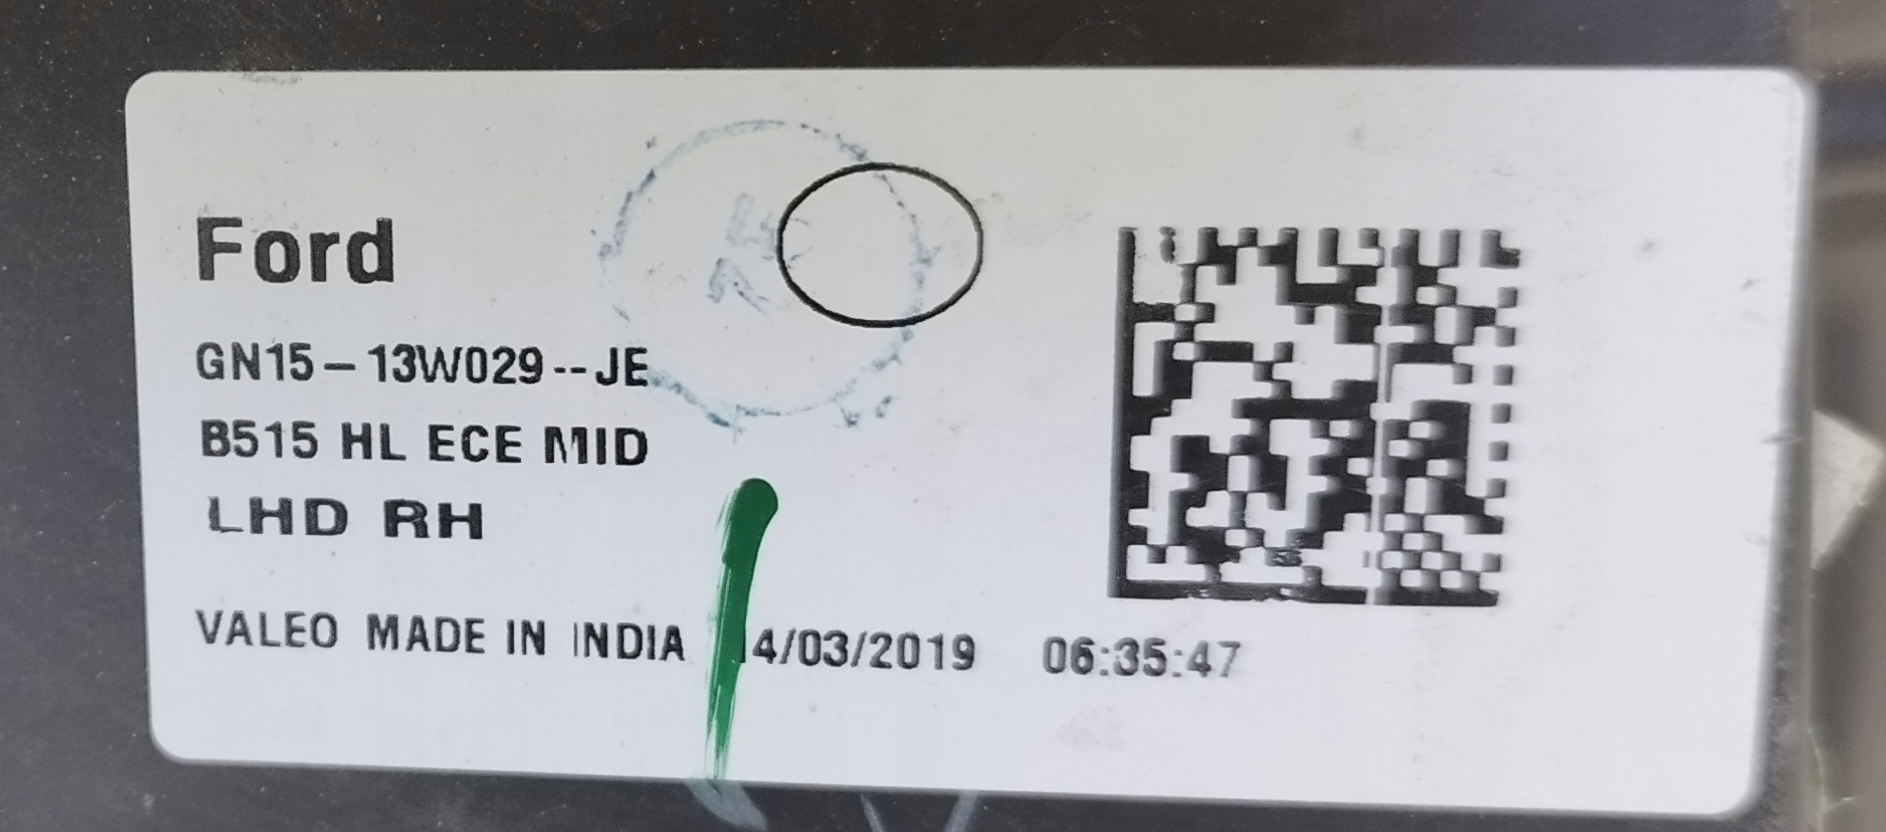 Ford
GN15-13W029--JE
B515 HL ECE MID
LHD RH
VALEO MADE IN INDIA 14/03/2019 06:35:47